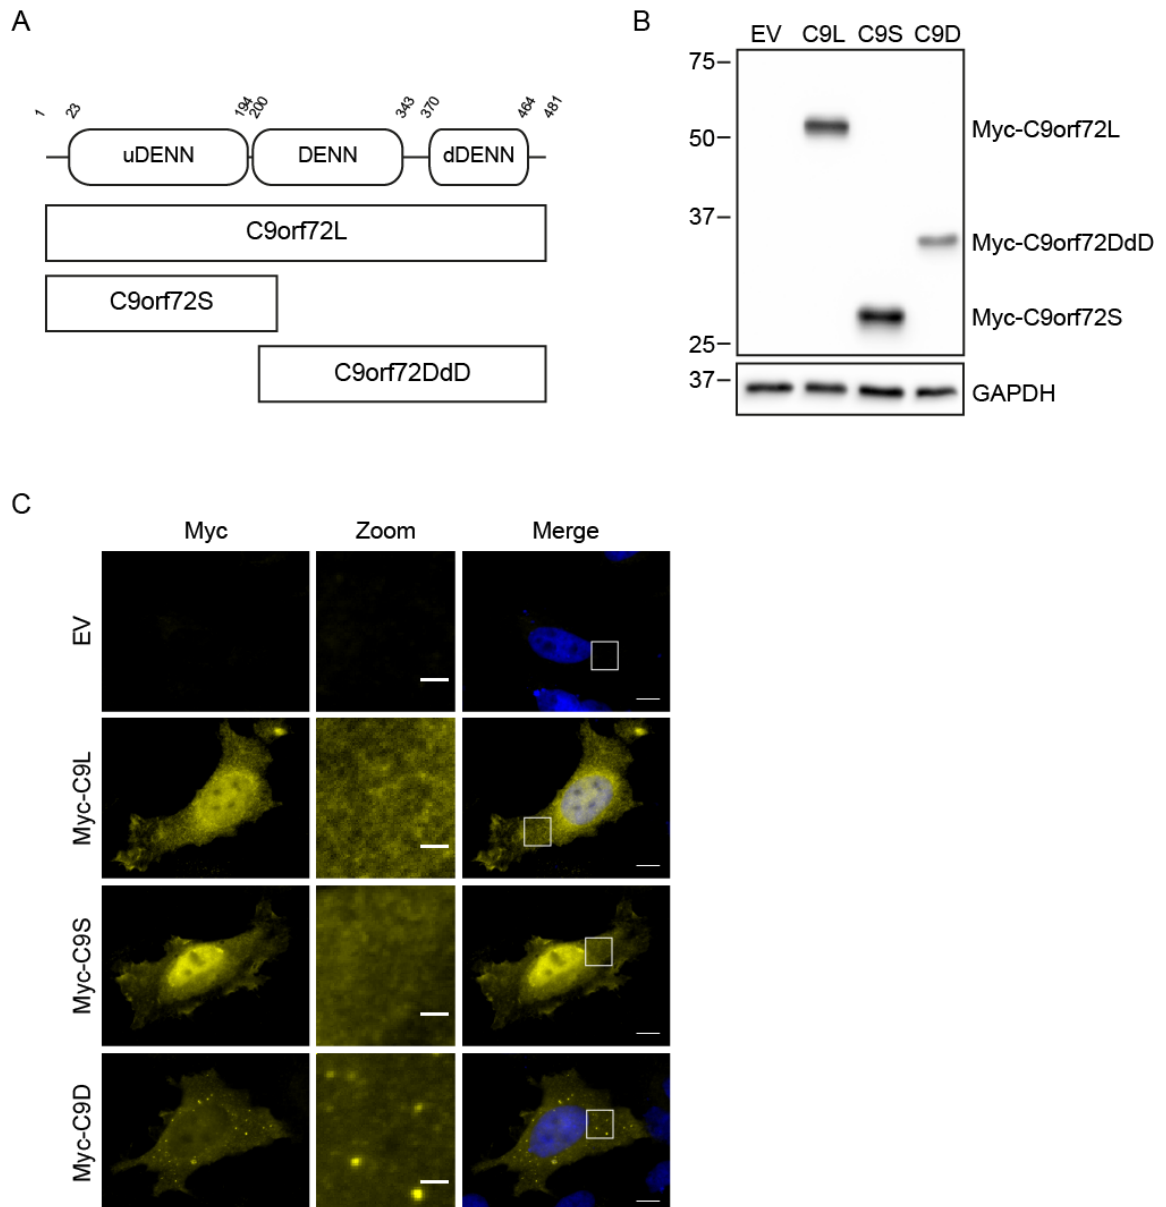 A
1 23 194 200 343 370 464 481
uDENN DENN dDENN
C9orf72L
C9orf72S
C9orf72DdD
B
EV C9L C9S C9D
75
50
37
25
Myc-C9orf72L
Myc-C9orf72DdD
Myc-C9orf72S
37
GAPDH
C
Myc Zoom Merge
EV
Myc-C9L
Myc-C9S
Myc-C9D